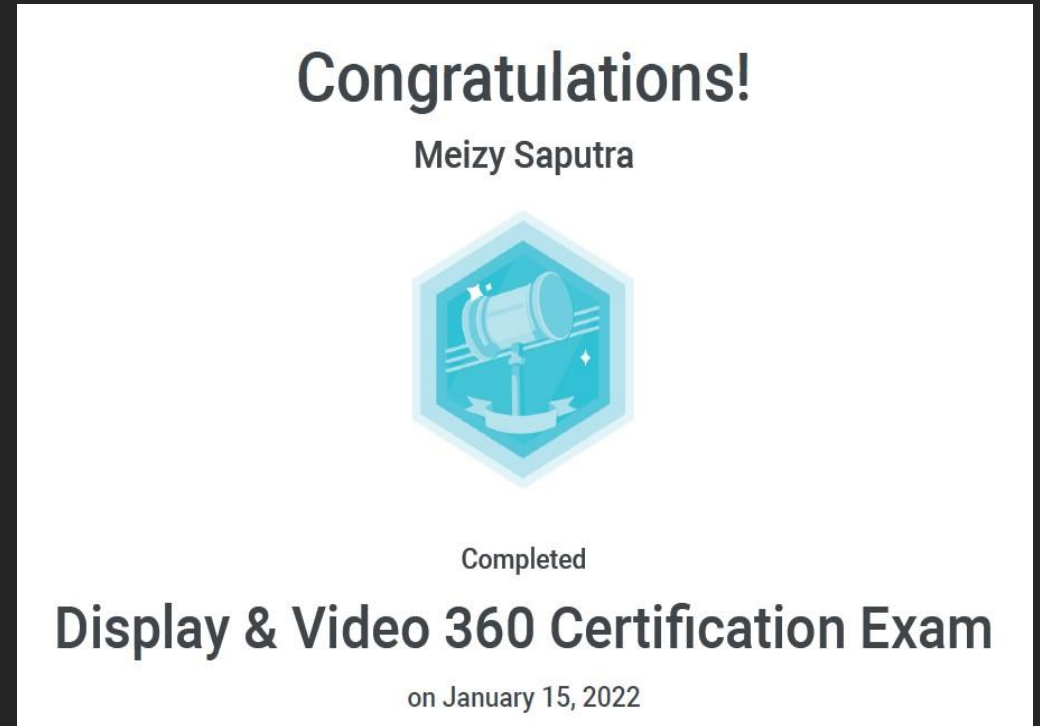 Congratulations!
Meizy Saputra
Completed
Display & Video 360 Certification Exam
on January 15, 2022